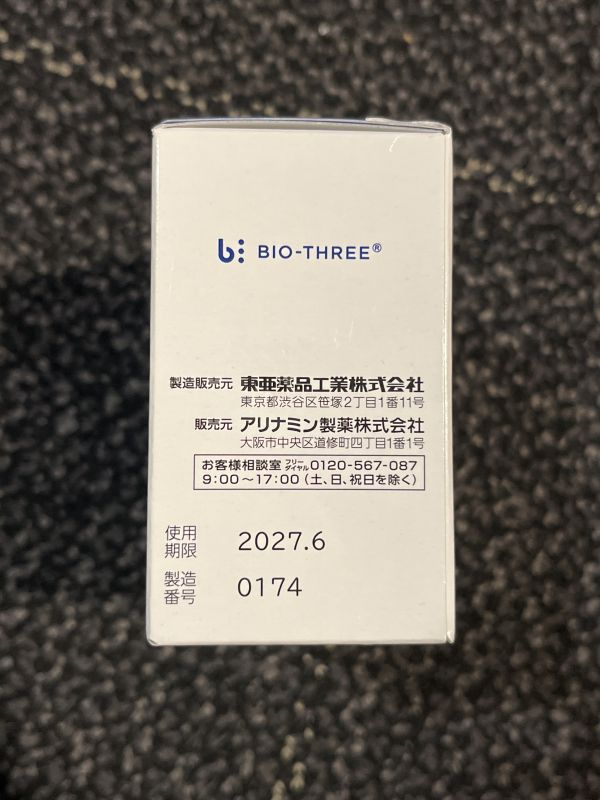 BIO-THREE®
製造販売元 東亜薬品工業株式会社
東京都渋谷区笹塚2丁目1番11号
販売元 アリナミン製薬株式会社
大阪市中央区道修町四丁目1番1号
お客様相談室 フリーダイヤル 0120-567-087
9:00~17:00(土、日、祝日を除く)
使用期限 2027.6
製造番号 0174